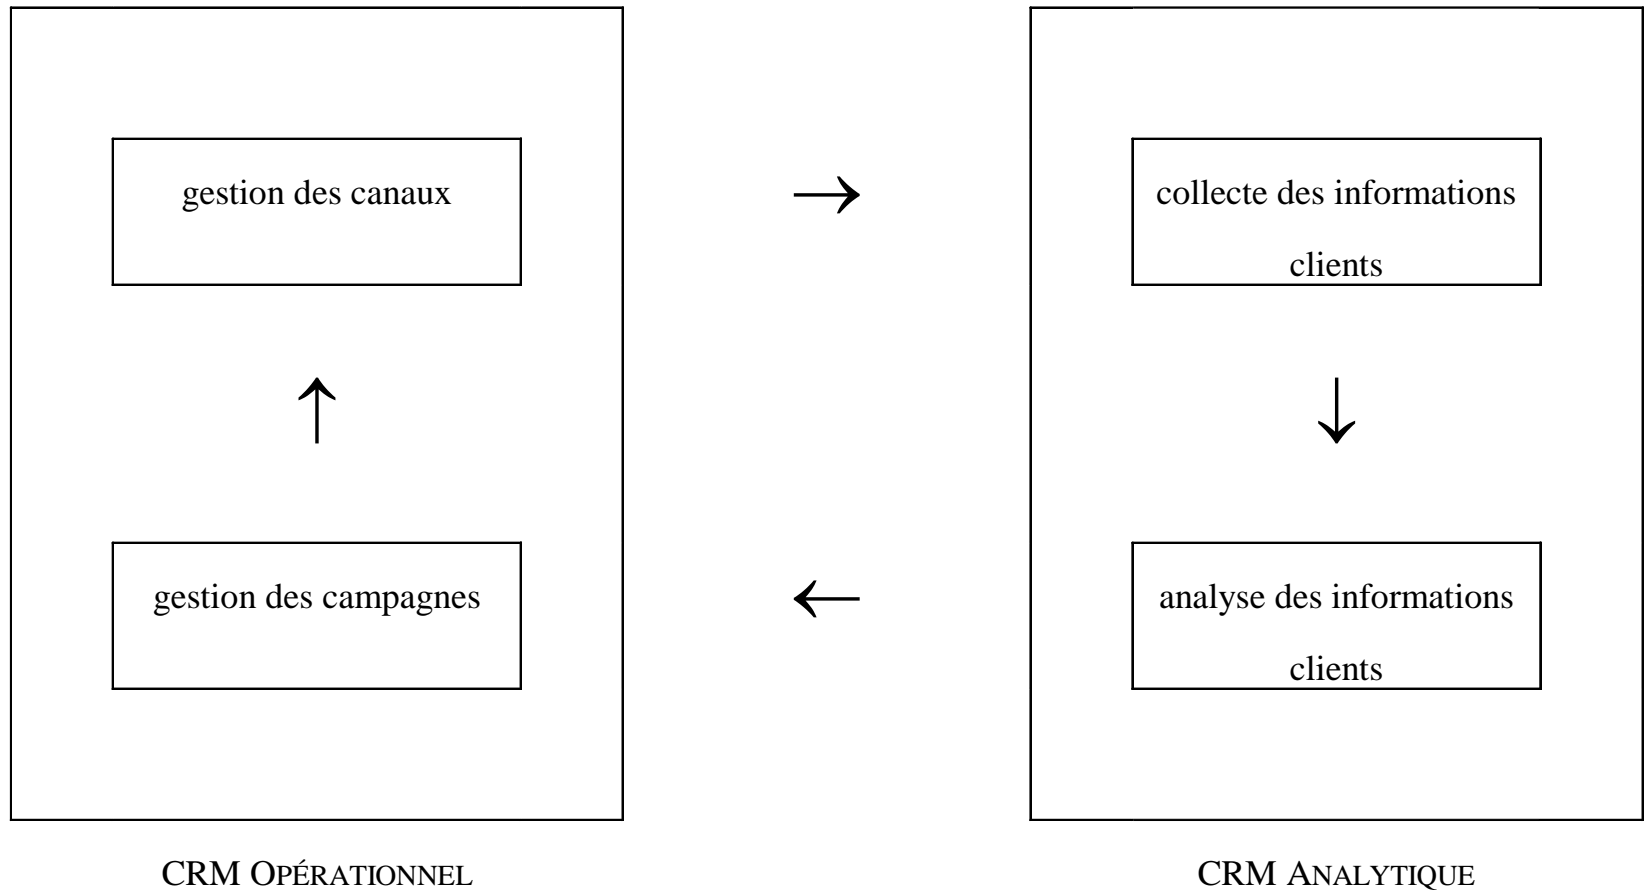 gestion des canaux
→
collecte des informations
clients
↑
↓
gestion des campagnes
←
analyse des informations
clients
CRM OPÉRATIONNEL
CRM ANALYTIQUE